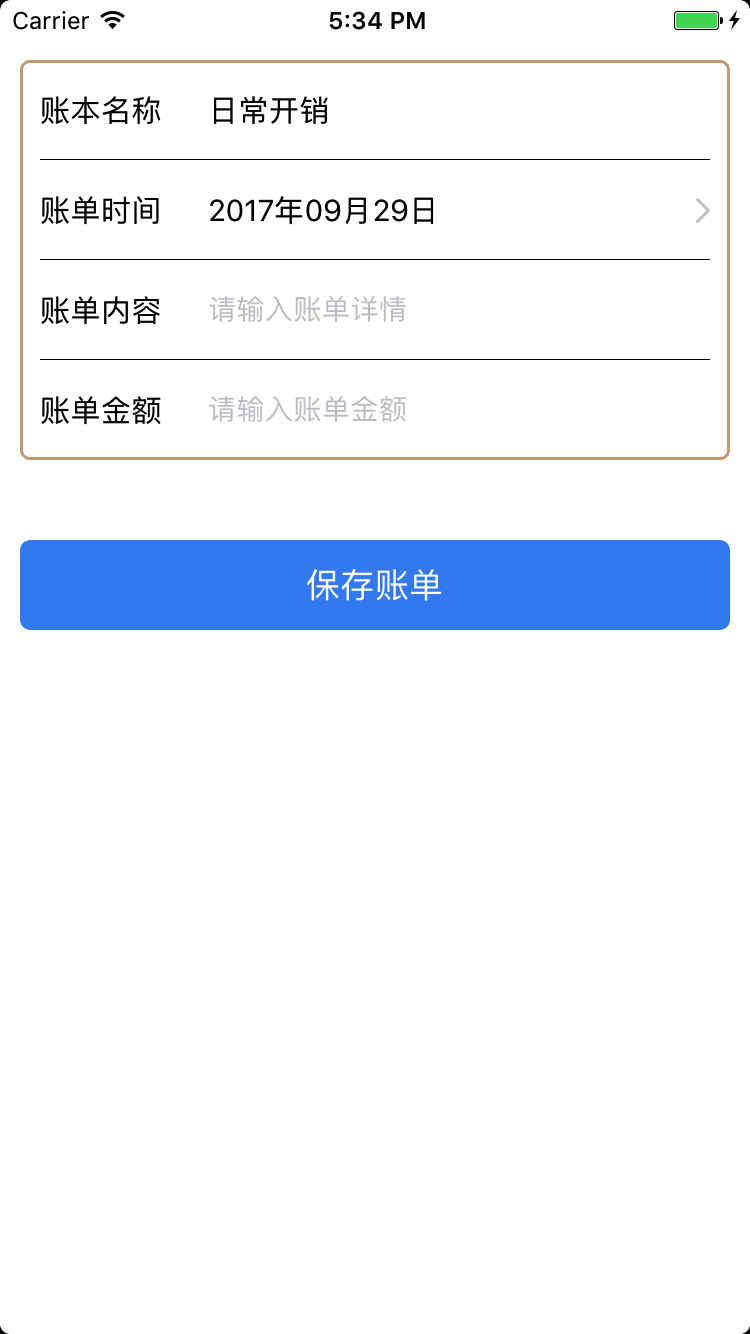 Carrier 5:34 PM
账本名称 日常开销
账单时间 2017年09月29日
账单内容 请输入账单详情
账单金额 请输入账单金额
保存账单